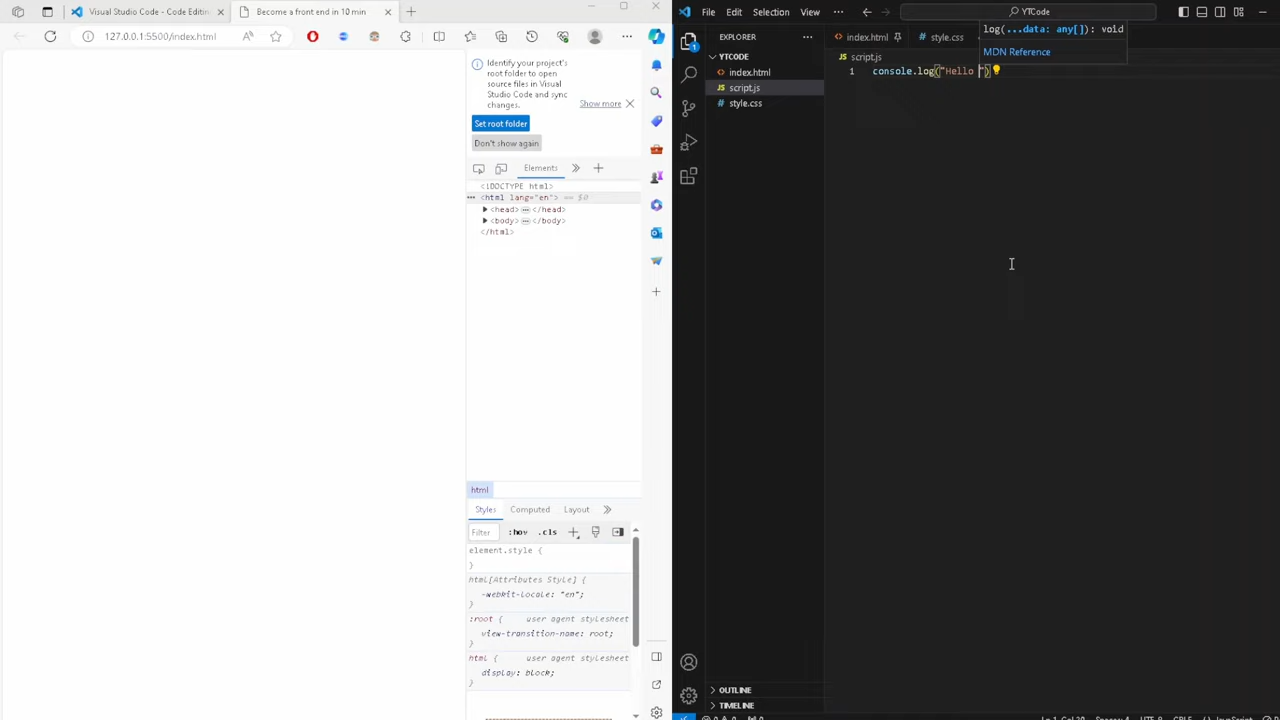 Visual Studio Code - Code Editin
Become a front end in 10 min
127.0.0.1:5500/index.html
Identify your project's
root folder to open
source files in Visual
Studio Code and sync
changes.
Show more
Set root folder
Don't show again
Elements
<!DOCTYPE html>
<html lang="en"> == $0
<head> </head>
<body> </body>
</html>
html
Styles Computed Layout
Filter :hov .cls
element.style {
}
html[Attributes Style] {
-webkit-locale: "en";
}
:root { user agent stylesheet
view-transition-name: root;
}
html { user agent stylesheet
display: block;
}
File Edit Selection View
YTCode
EXPLORER
YTCODE
index.html
script.js
style.css
OUTLINE
TIMELINE
index.html
style.css
log(...data: any[]): void
MDN Reference
script.js
1 console.log("Hello ")